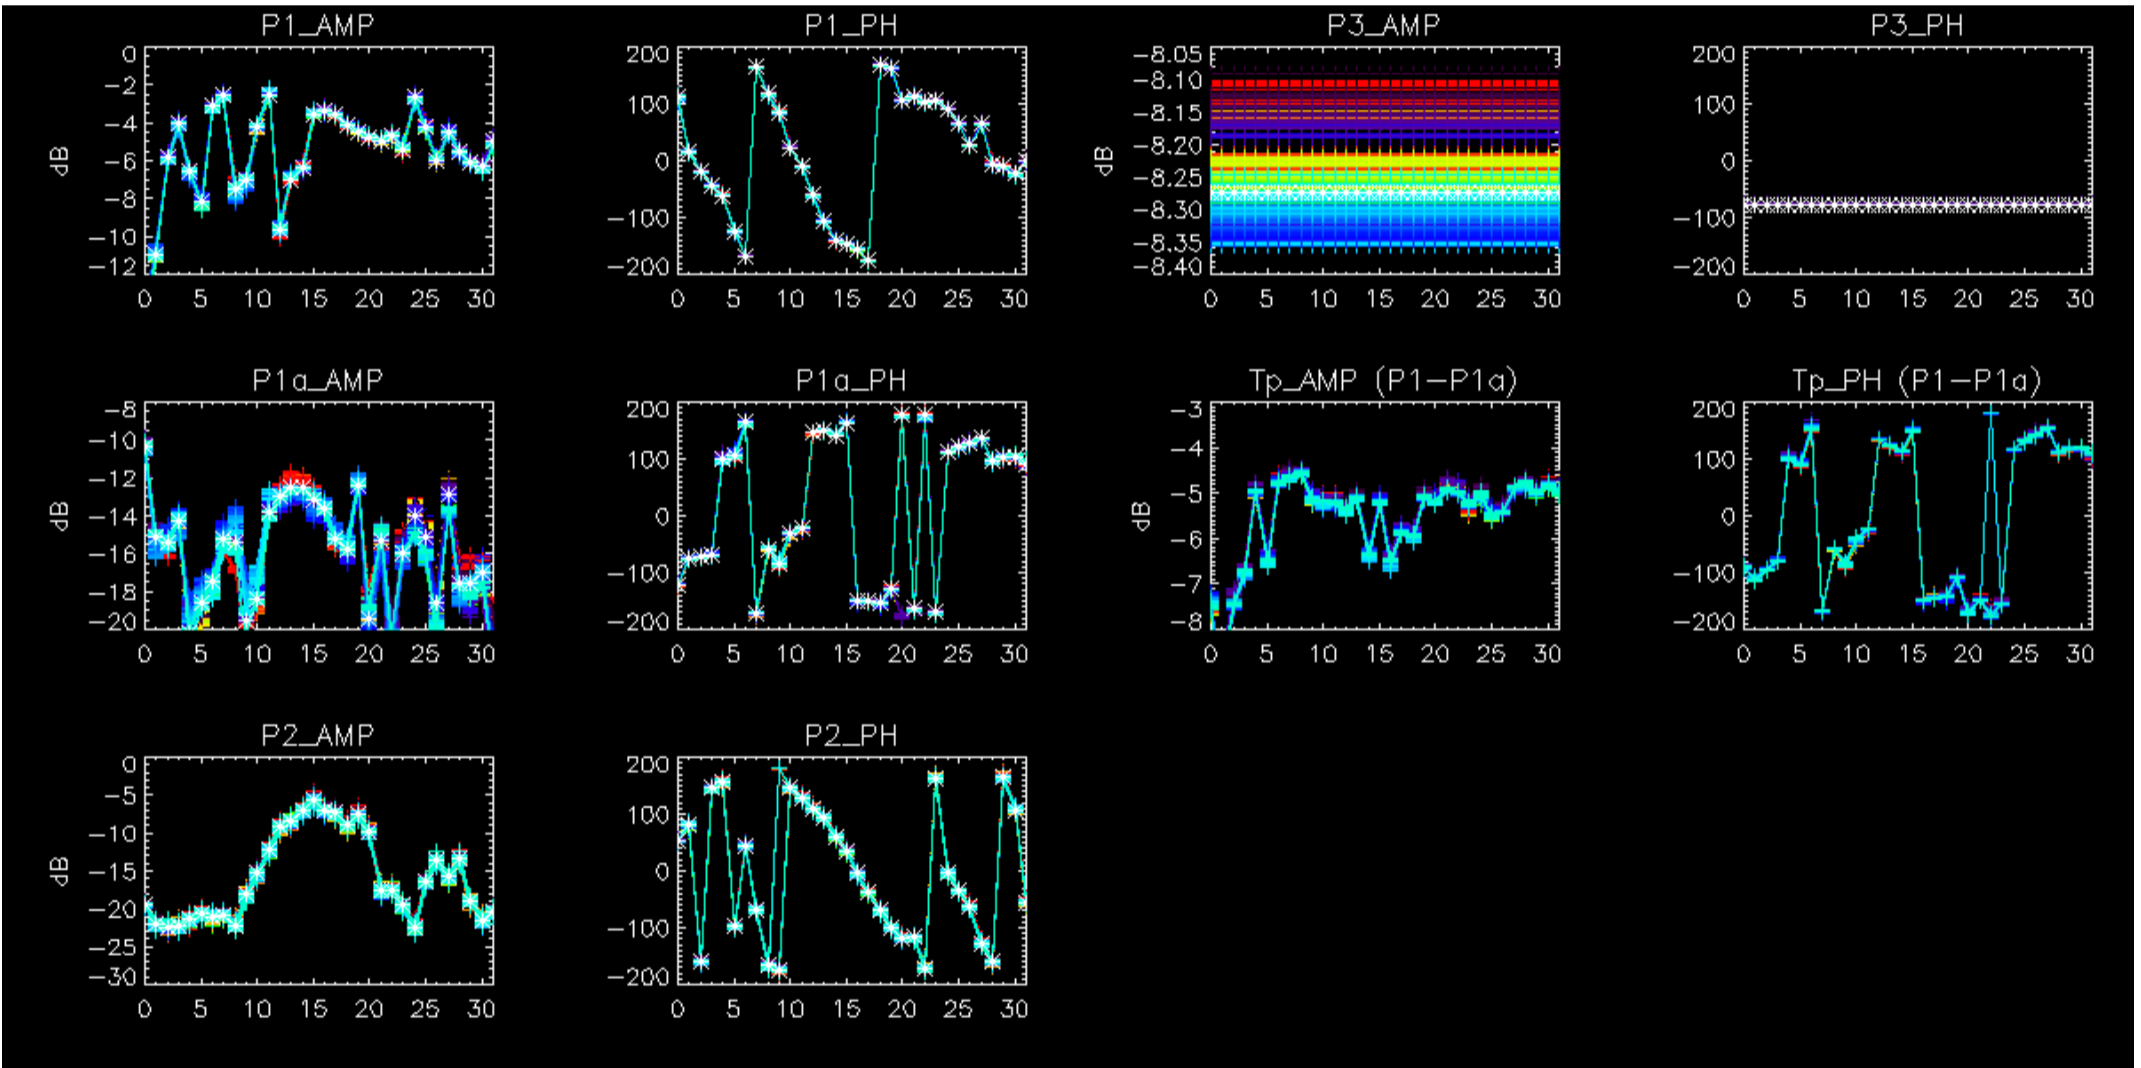 P1_AMP
P1_PH
P3_AMP
P3_PH
0
-2
-4
-6
-8
-10
-12
dB
0 5 10 15 20 25 30
200
100
0
-100
-200
0 5 10 15 20 25 30
-8.05
-8.10
-8.15
-8.20
-8.25
-8.30
-8.35
-8.40
dB
0 5 10 15 20 25 30
200
100
0
-100
-200
0 5 10 15 20 25 30
P1a_AMP
P1a_PH
Tp_AMP (P1-P1a)
Tp_PH (P1-P1a)
-8
-10
-12
-14
-16
-18
-20
dB
0 5 10 15 20 25 30
200
100
0
-100
-200
0 5 10 15 20 25 30
-3
-4
-5
-6
-7
-8
dB
0 5 10 15 20 25 30
200
100
0
-100
-200
0 5 10 15 20 25 30
P2_AMP
P2_PH
0
-5
-10
-15
-20
-25
-30
dB
0 5 10 15 20 25 30
200
100
0
-100
-200
0 5 10 15 20 25 30